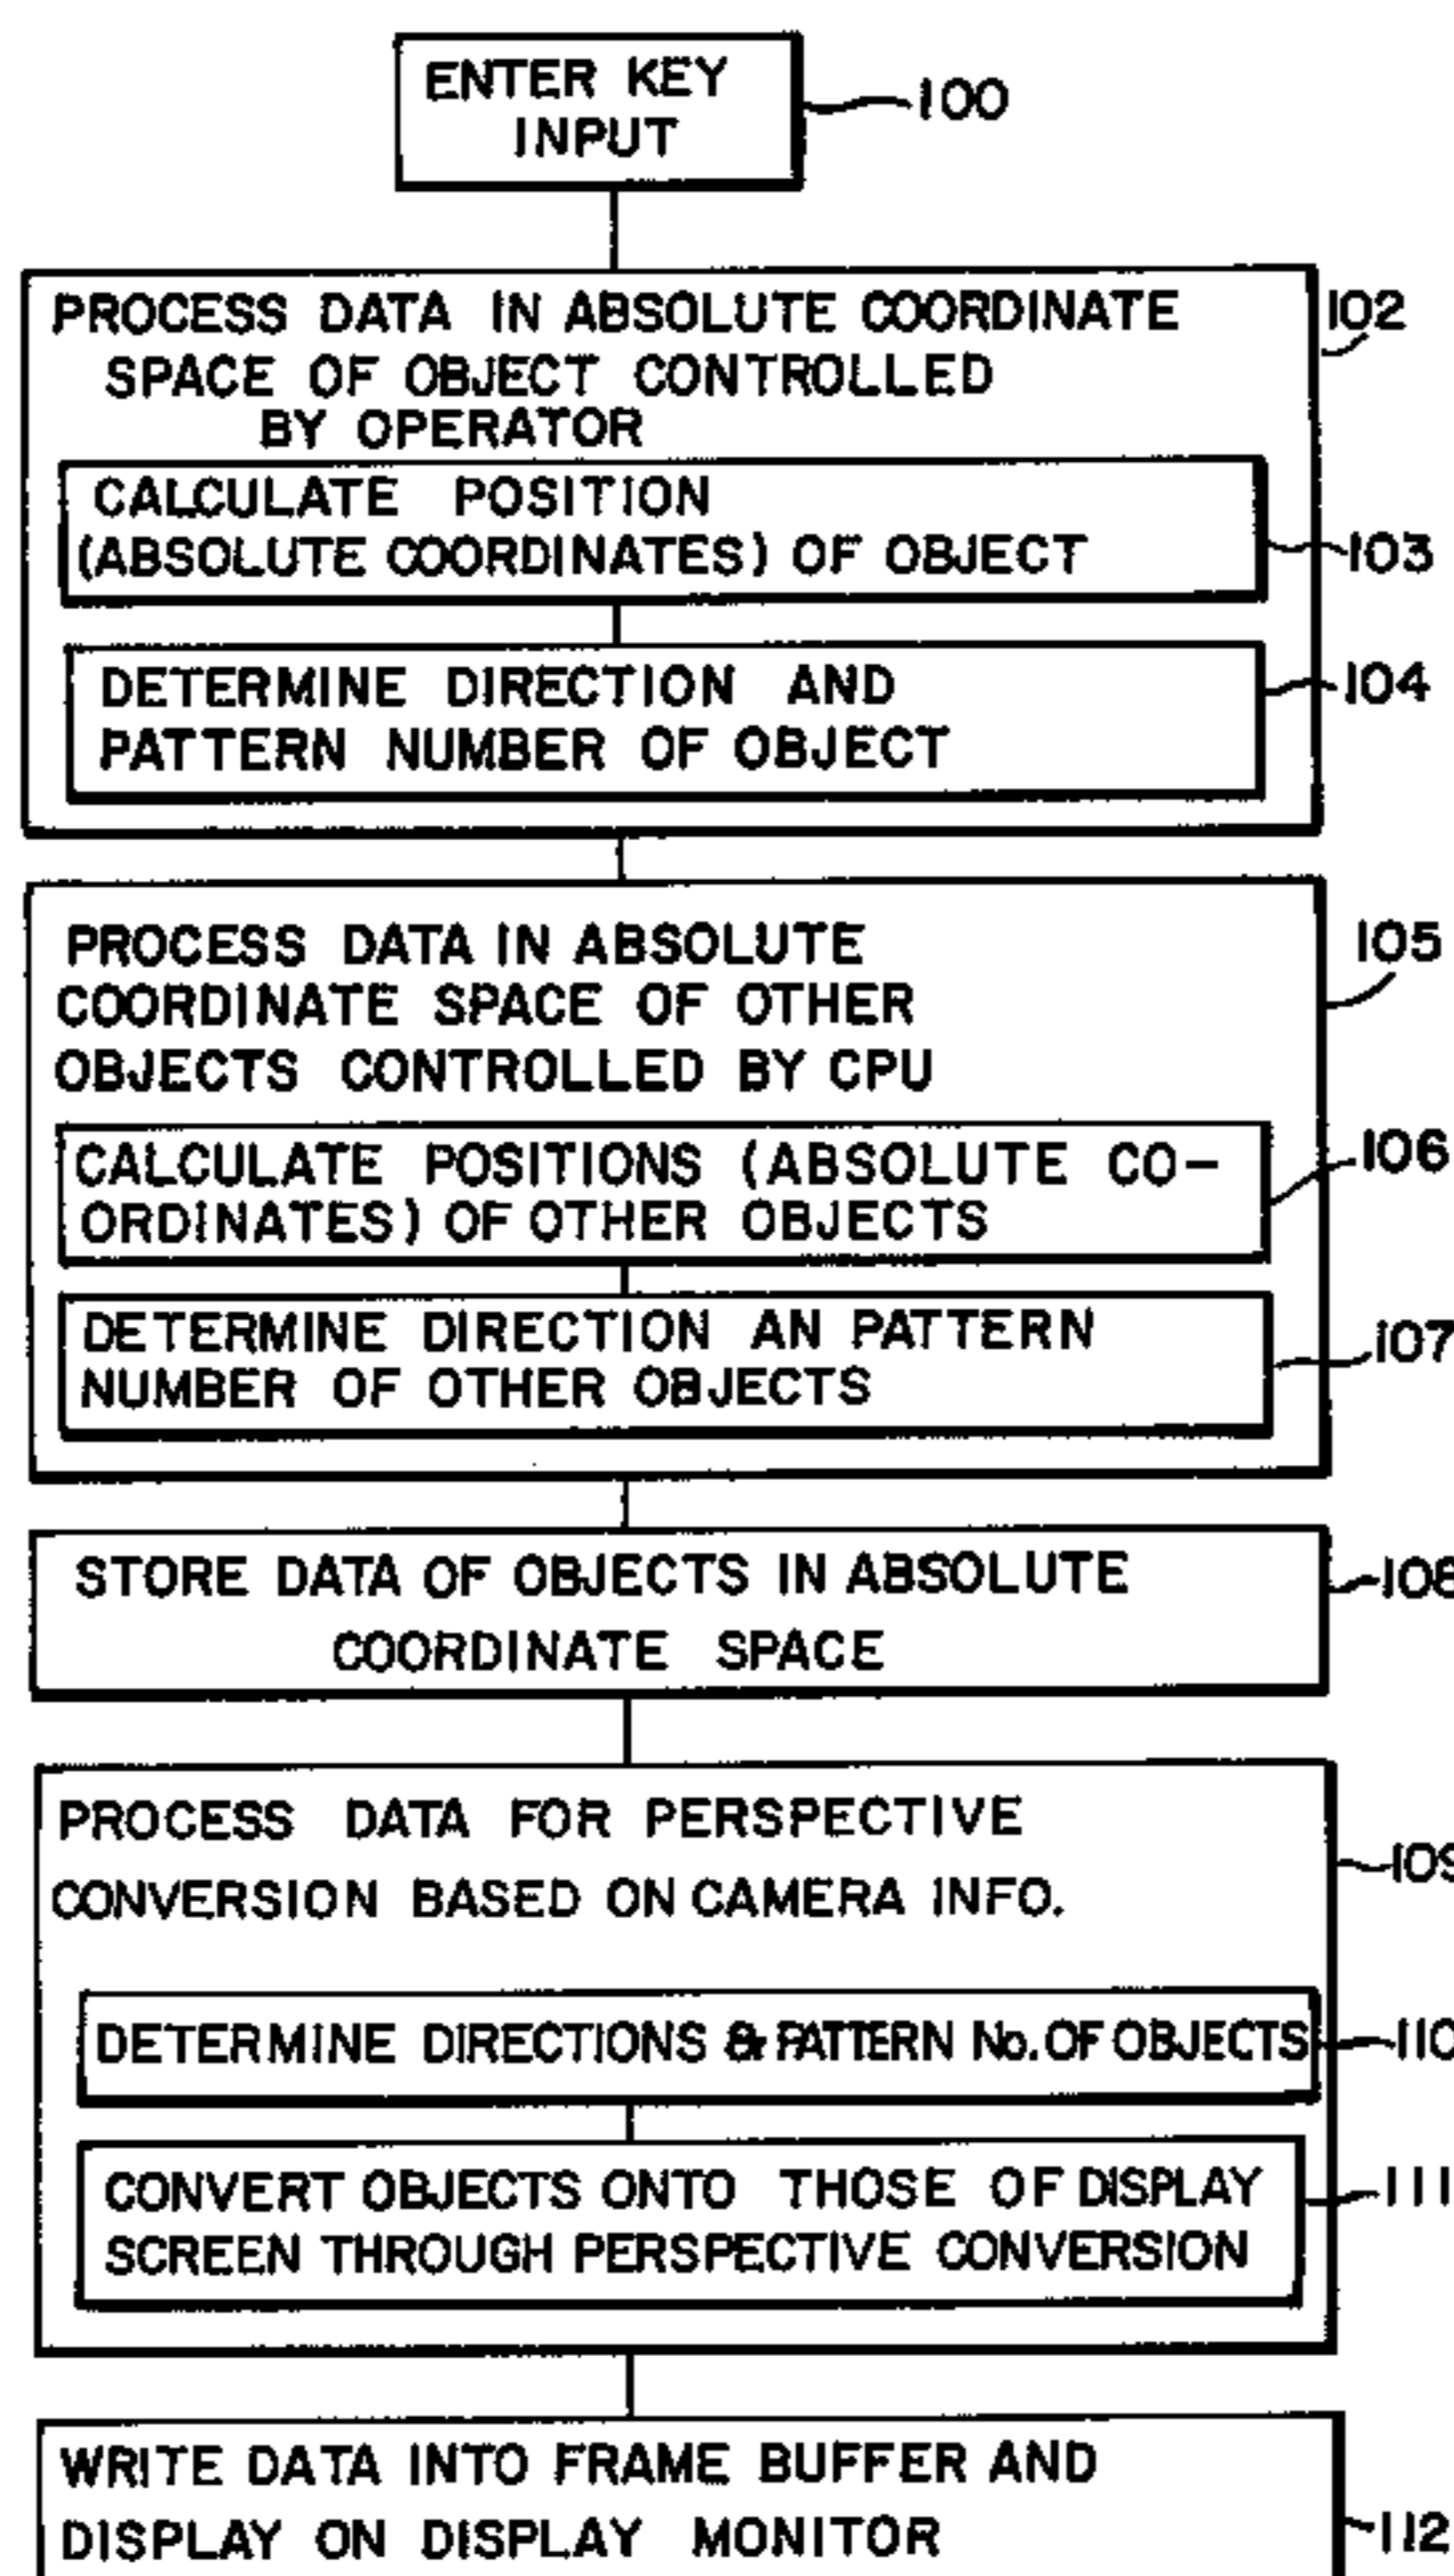 ENTER KEY
INPUT
100
PROCESS DATA IN ABSOLUTE COORDINATE
SPACE OF OBJECT CONTROLLED
BY OPERATOR
102
CALCULATE POSITION
(ABSOLUTE COORDINATES) OF OBJECT
103
DETERMINE DIRECTION AND
PATTERN NUMBER OF OBJECT
104
PROCESS DATA IN ABSOLUTE
COORDINATE SPACE OF OTHER
OBJECTS CONTROLLED BY CPU
105
CALCULATE POSITIONS (ABSOLUTE CO-
ORDINATES) OF OTHER OBJECTS
106
DETERMINE DIRECTION AN PATTERN
NUMBER OF OTHER OBJECTS
107
STORE DATA OF OBJECTS IN ABSOLUTE
COORDINATE SPACE
108
PROCESS DATA FOR PERSPECTIVE
CONVERSION BASED ON CAMERA INFO.
109
DETERMINE DIRECTIONS & PATTERN No. OF OBJECTS
110
CONVERT OBJECTS ONTO THOSE OF DISPLAY
SCREEN THROUGH PERSPECTIVE CONVERSION
111
WRITE DATA INTO FRAME BUFFER AND
DISPLAY ON DISPLAY MONITOR
112